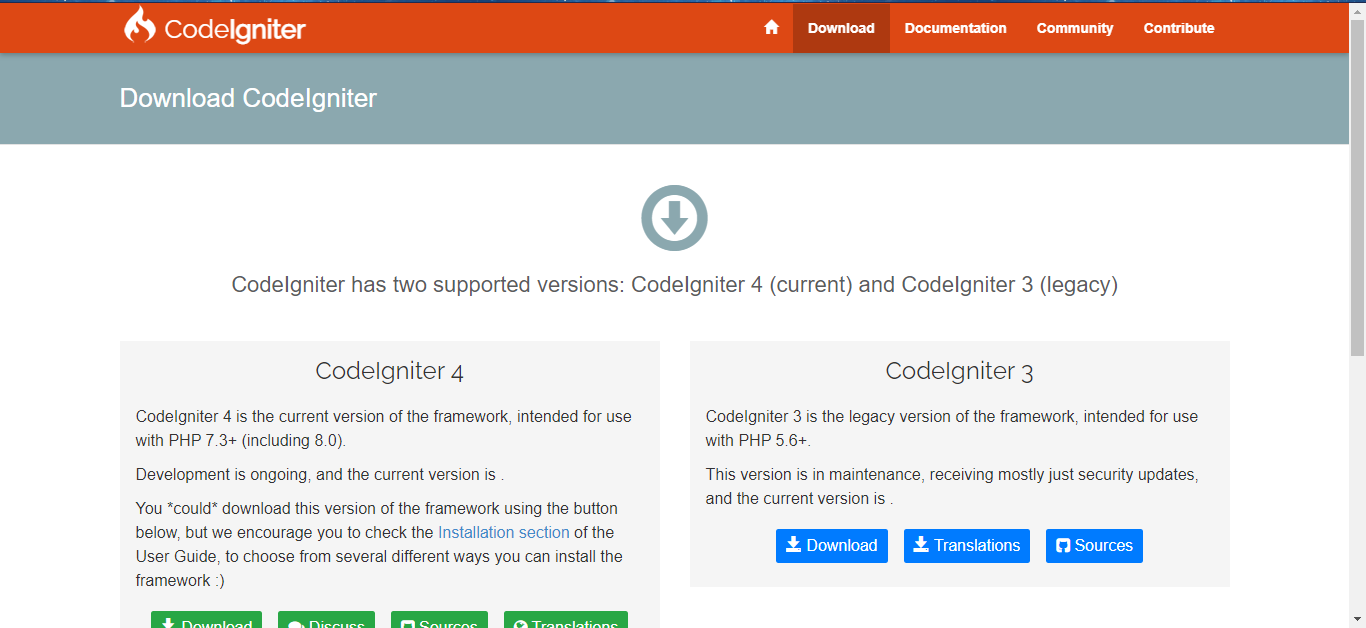 CodeIgniter
Download
Documentation
Community
Contribute
Download CodeIgniter
CodeIgniter has two supported versions: CodeIgniter 4 (current) and CodeIgniter 3 (legacy)
CodeIgniter 4
CodeIgniter 4 is the current version of the framework, intended for use
with PHP 7.3+ (including 8.0).
Development is ongoing, and the current version is .
You *could* download this version of the framework using the button
below, but we encourage you to check the Installation section of the
User Guide, to choose from several different ways you can install the
framework :)
Download
Discuss
Sources
Translations
CodeIgniter 3
CodeIgniter 3 is the legacy version of the framework, intended for use
with PHP 5.6+.
This version is in maintenance, receiving mostly just security updates,
and the current version is .
Download
Translations
Sources